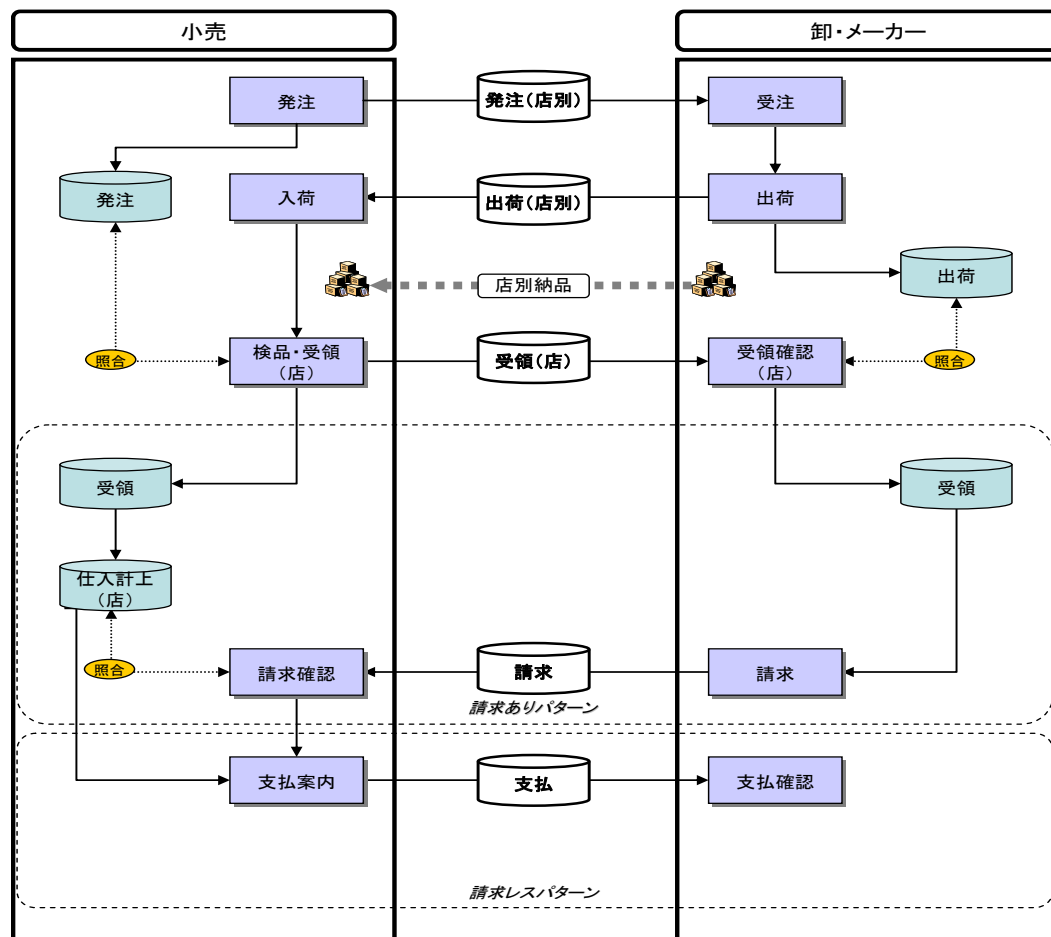 小売
卸・メーカー
発注
発注(店別)
受注
発注
入荷
出荷(店別)
出荷
店別納品
出荷
照合
検品・受領
(店)
受領(店)
受領確認
(店)
照合
受領
受領
仕入計上
(店)
照合
請求確認
請求
請求
請求ありパターン
支払案内
支払
支払確認
請求レスパターン